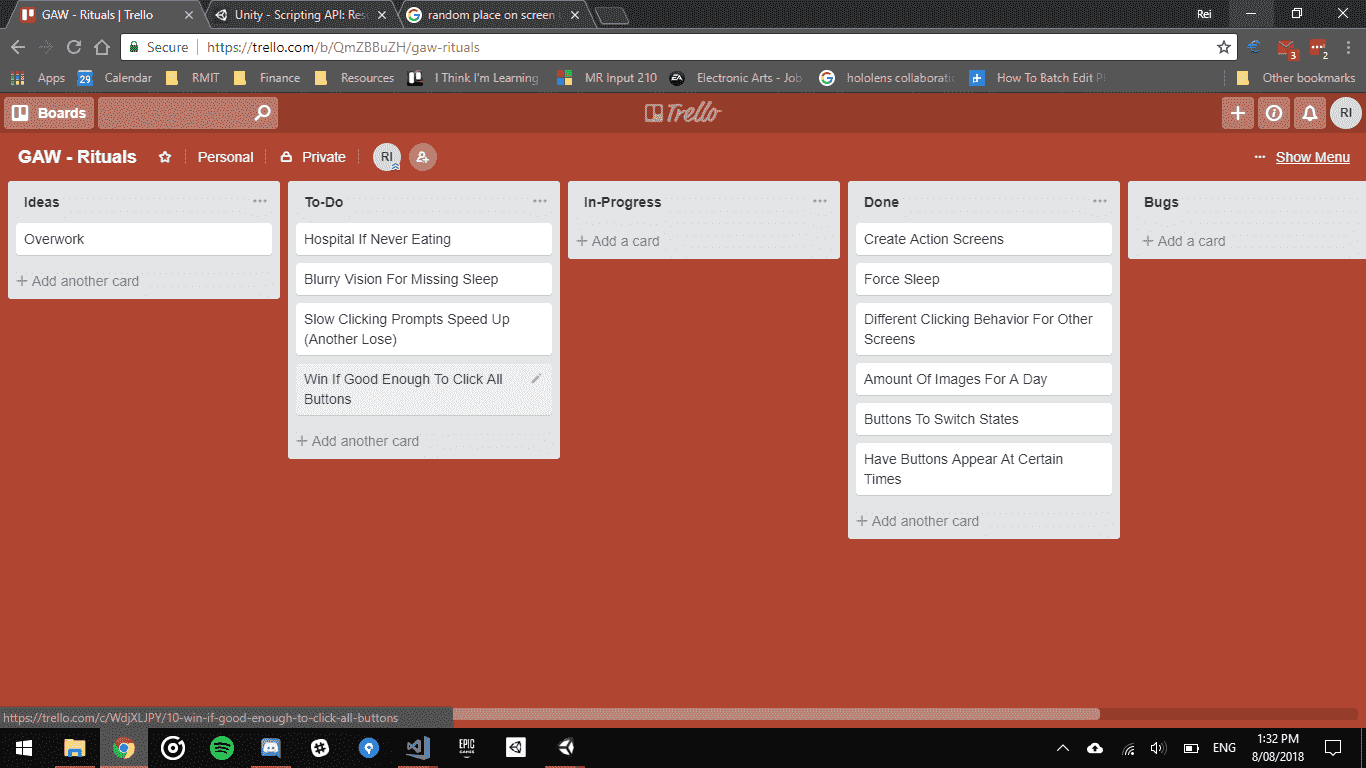 GAW - Rituals | Trello
Unity - Scripting API: Res
random place on screen
Rei
Secure
https://trello.com/b/QmZBBuZH/gaw-rituals
3
2
Apps
29
Calendar
RMIT
Finance
Resources
I Think I'm Learning
MR Input 210
EA
Electronic Arts - Job
hololens collaborati
How To Batch Edit P
Other bookmarks
Boards
Trello
RI
GAW - Rituals
Personal
Private
RI
Show Menu
Ideas
Overwork
+ Add another card
To-Do
Hospital If Never Eating
Blurry Vision For Missing Sleep
Slow Clicking Prompts Speed Up
(Another Lose)
Win If Good Enough To Click All
Buttons
+ Add another card
In-Progress
+ Add a card
Done
Create Action Screens
Force Sleep
Different Clicking Behavior For Other
Screens
Amount Of Images For A Day
Buttons To Switch States
Have Buttons Appear At Certain
Times
+ Add another card
Bugs
+ Add a card
https://trello.com/c/WdjXLJPY/10-win-if-good-enough-to-click-all-buttons
EPIC
GAMES
ENG
1:32 PM
8/08/2018